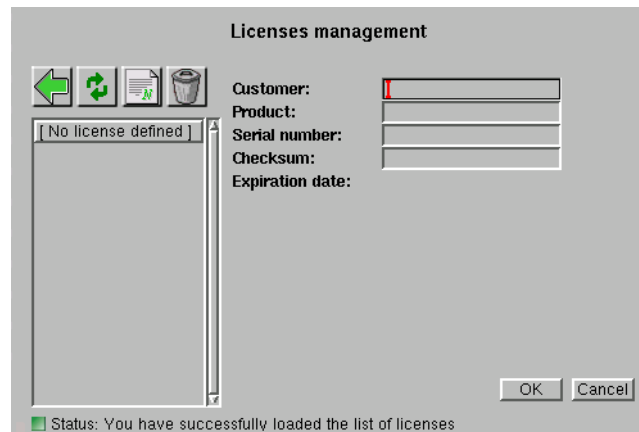 Licenses management
N
[ No license defined ]
Customer:
Product:
Serial number:
Checksum:
Expiration date:
OK Cancel
Status: You have successfully loaded the list of licenses